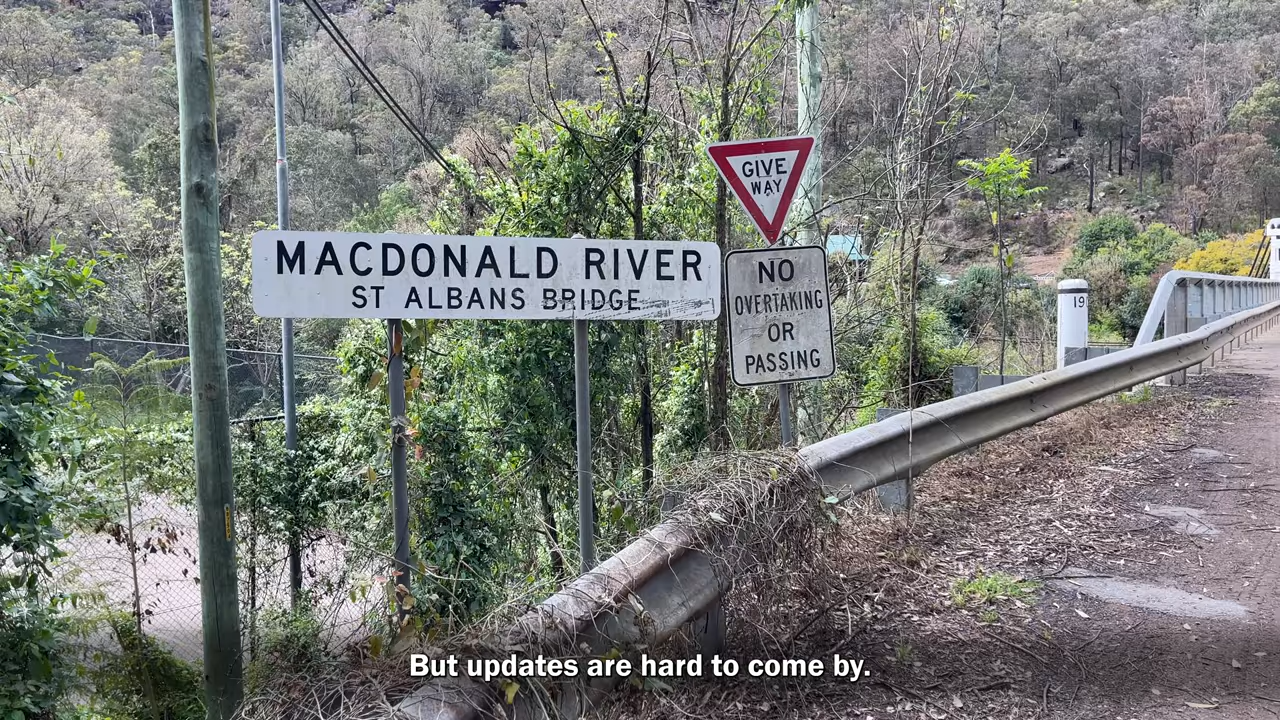 MACDONALD RIVER
ST ALBANS BRIDGE
GIVE
WAY
NO
OVERTAKING
OR
PASSING
But updates are hard to come by.